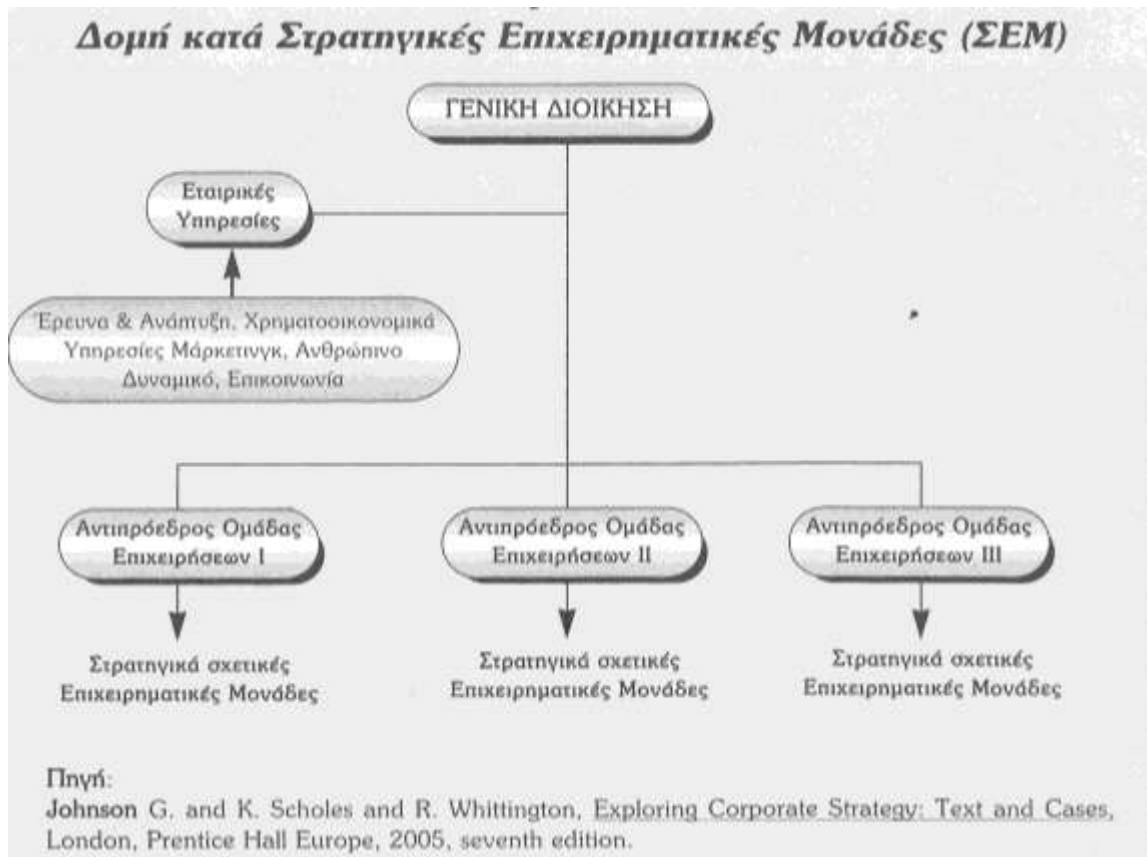 Δομή κατά Στρατηγικές Επιχειρηματικές Μονάδες (ΣΕΜ)
ΓΕΝΙΚΗ ΔΙΟΙΚΗΣΗ
Εταιρικές
Υπηρεσίες
Έρευνα & Ανάπτυξη, Χρηματοοικονομικά
Υπηρεσίες Μάρκετινγκ, Ανθρώπινο
Δυναμικό, Επικοινωνία
Αντιπρόεδρος Ομάδας
Επιχειρήσεων Ι
Αντιπρόεδρος Ομάδας
Επιχειρήσεων ΙΙ
Αντιπρόεδρος Ομάδας
Επιχειρήσεων ΙΙΙ
Στρατηγικά σχετικές
Επιχειρηματικές Μονάδες
Στρατηγικά σχετικές
Επιχειρηματικές Μονάδες
Στρατηγικά σχετικές
Επιχειρηματικές Μονάδες
Πηγή:
Johnson G. and K. Scholes and R. Whittington, Exploring Corporate Strategy: Text and Cases,
London, Prentice Hall Europe, 2005, seventh edition.